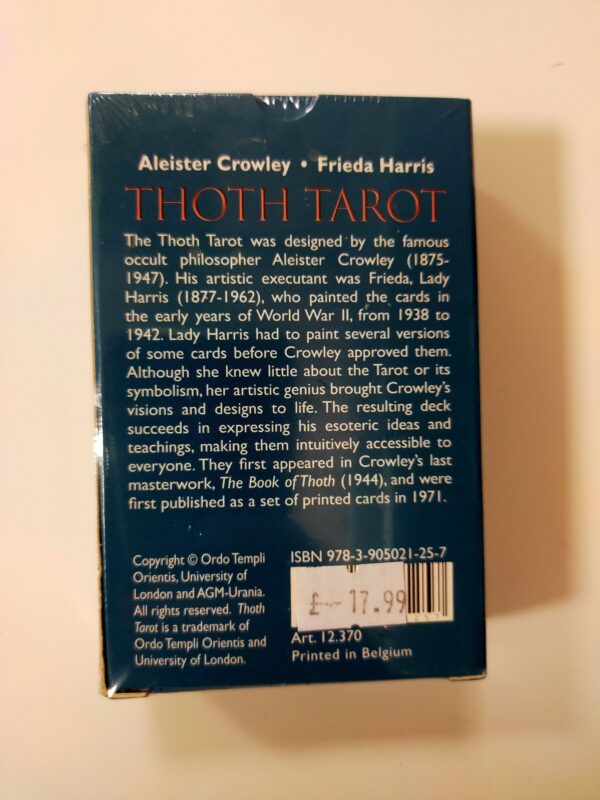 Aleister Crowley • Frieda Harris
THOTH TAROT
The Thoth Tarot was designed by the famous
occult philosopher Aleister Crowley (1875-
1947). His artistic executant was Frieda, Lady
Harris (1877-1962), who painted the cards in
the early years of World War II, from 1938 to
1942. Lady Harris had to paint several versions
of some cards before Crowley approved them.
Although she knew little about the Tarot or its
symbolism, her artistic genius brought Crowley's
visions and designs to life. The resulting deck
succeeds in expressing his esoteric ideas and
teachings, making them intuitively accessible to
everyone. They first appeared in Crowley's last
masterwork, The Book of Thoth (1944), and were
first published as a set of printed cards in 1971.
Copyright © Ordo Templi
Orientis, University of
London and AGM-Urania.
All rights reserved. Thoth
Tarot is a trademark of
Ordo Templi Orientis and
University of London.
ISBN 978-3-905021-25-7
£-- 17.99
Art. 12.370
Printed in Belgium